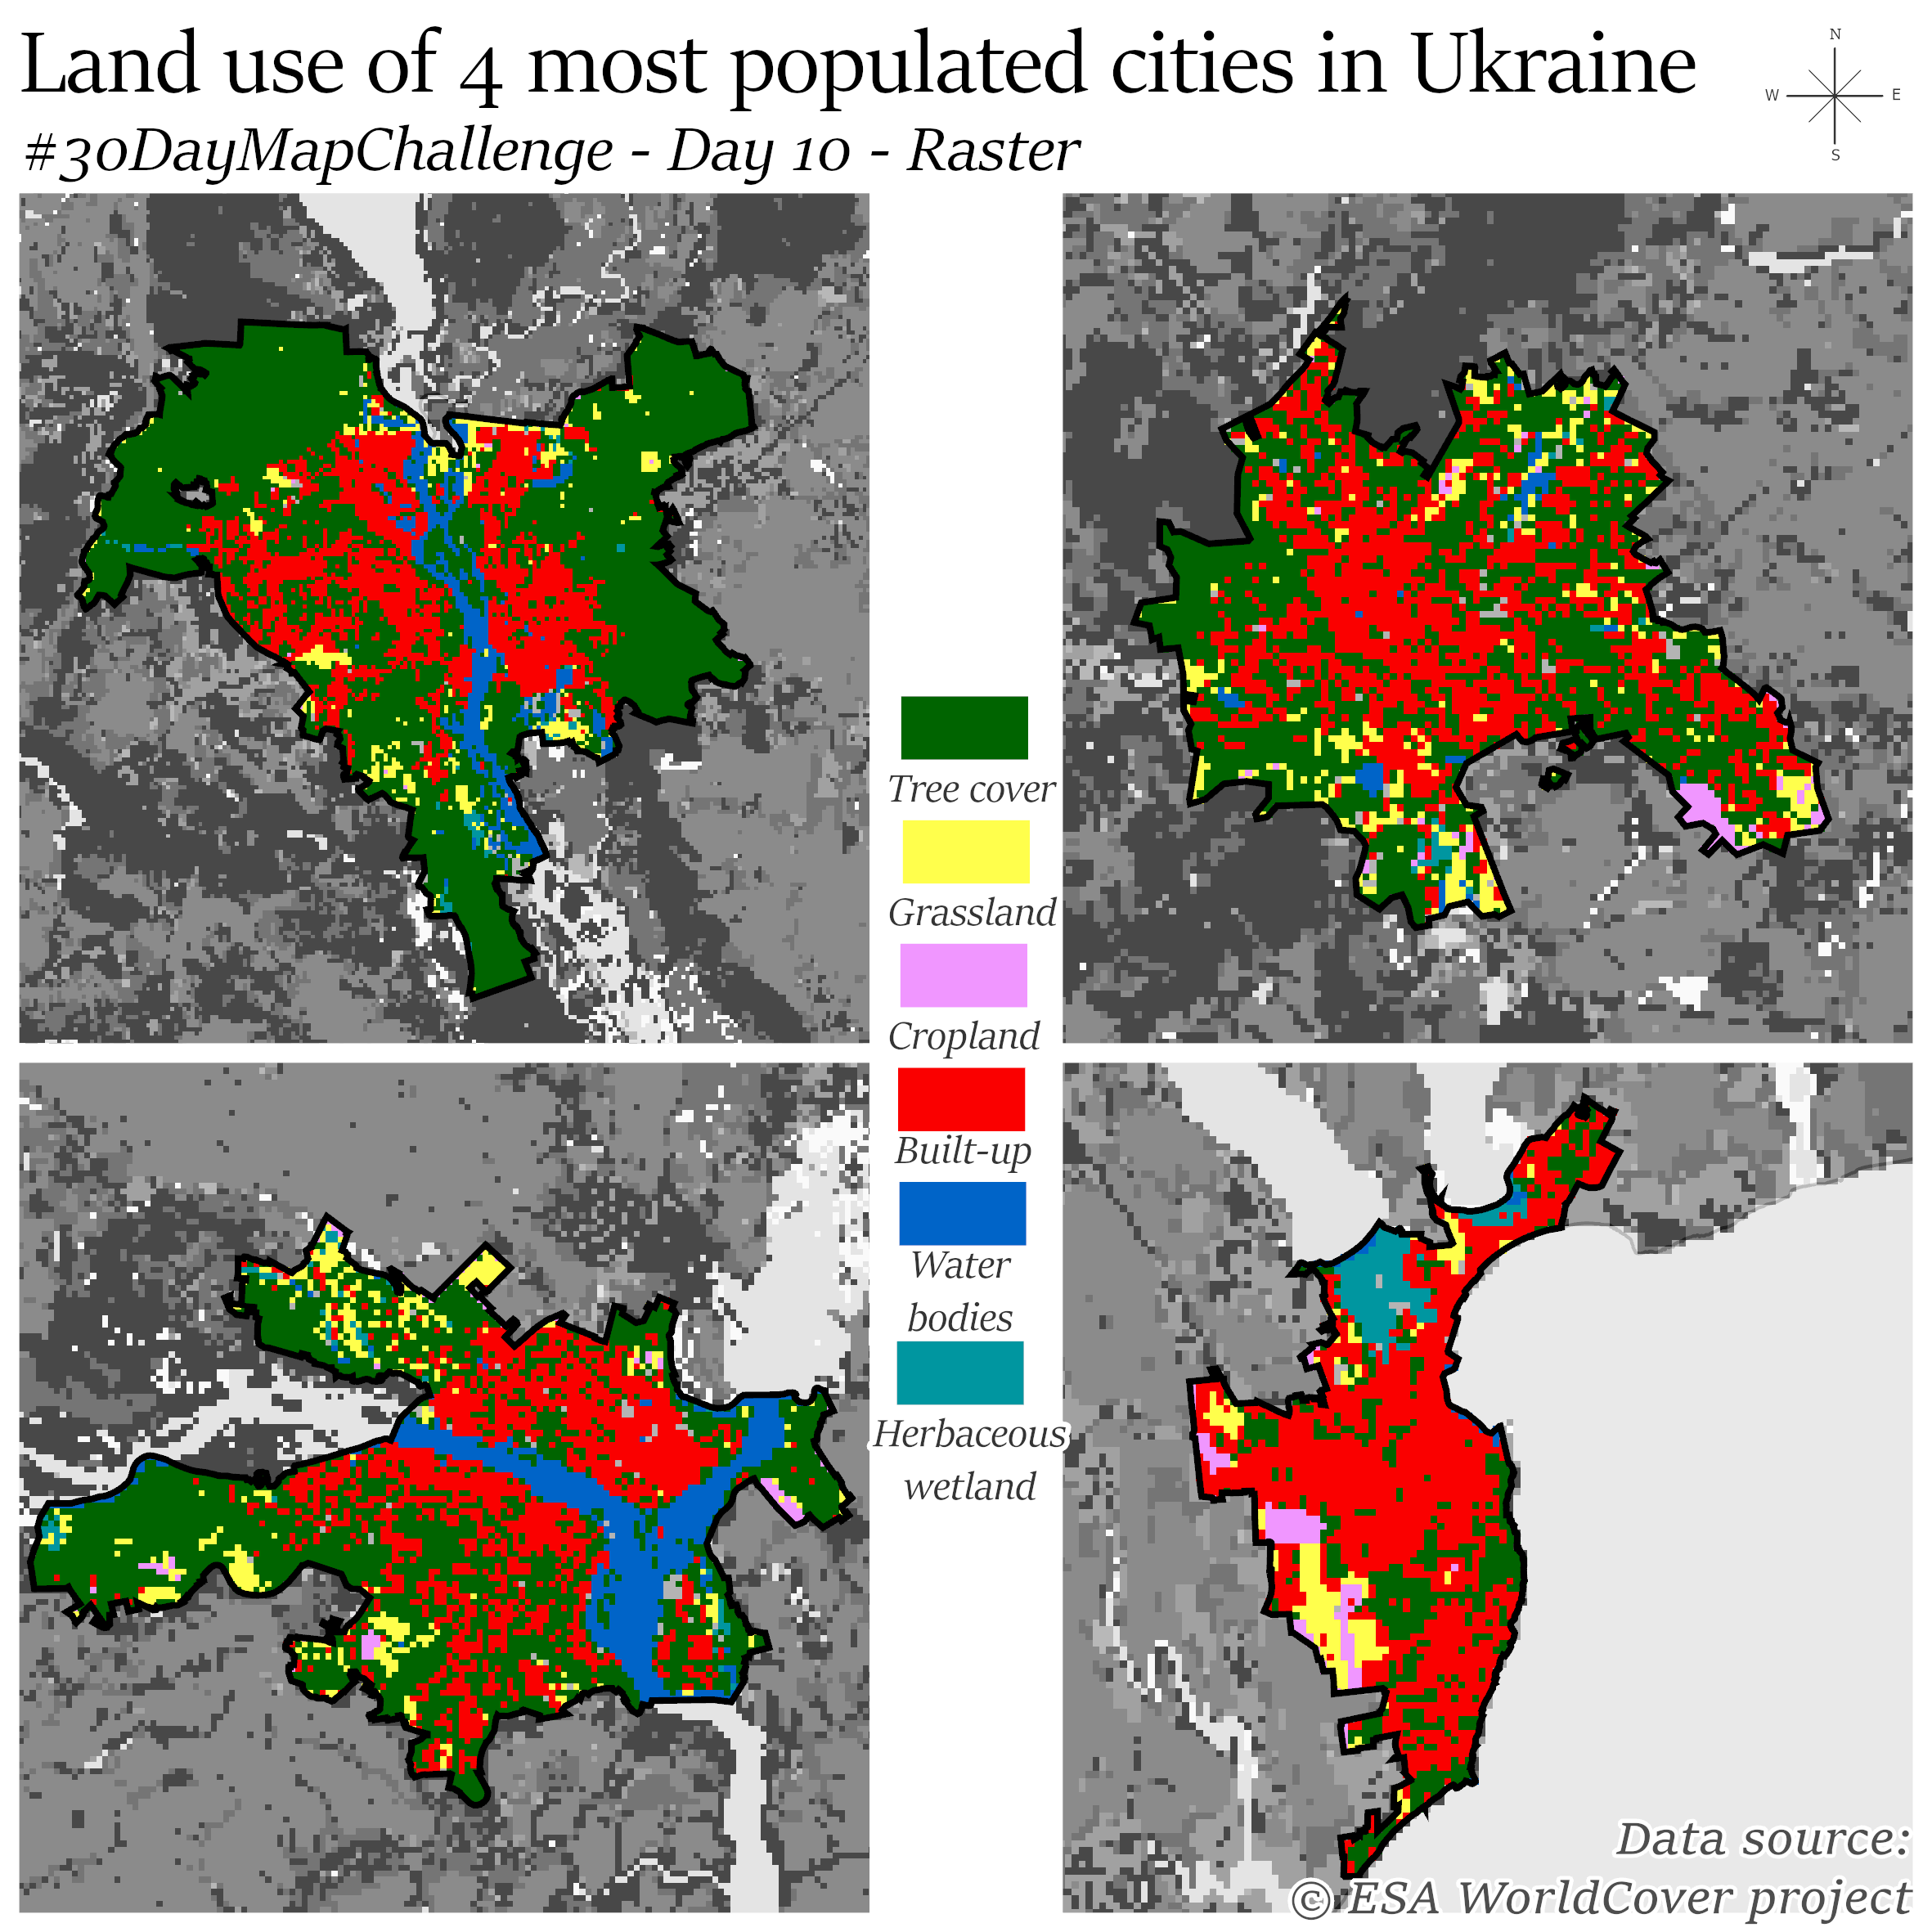 Land use of 4 most populated cities in Ukraine
#30DayMapChallenge - Day 10 - Raster
N
W
E
S
Tree cover
Grassland
Cropland
Built-up
Water
bodies
Herbaceous
wetland
Data source:
© ESA WorldCover project